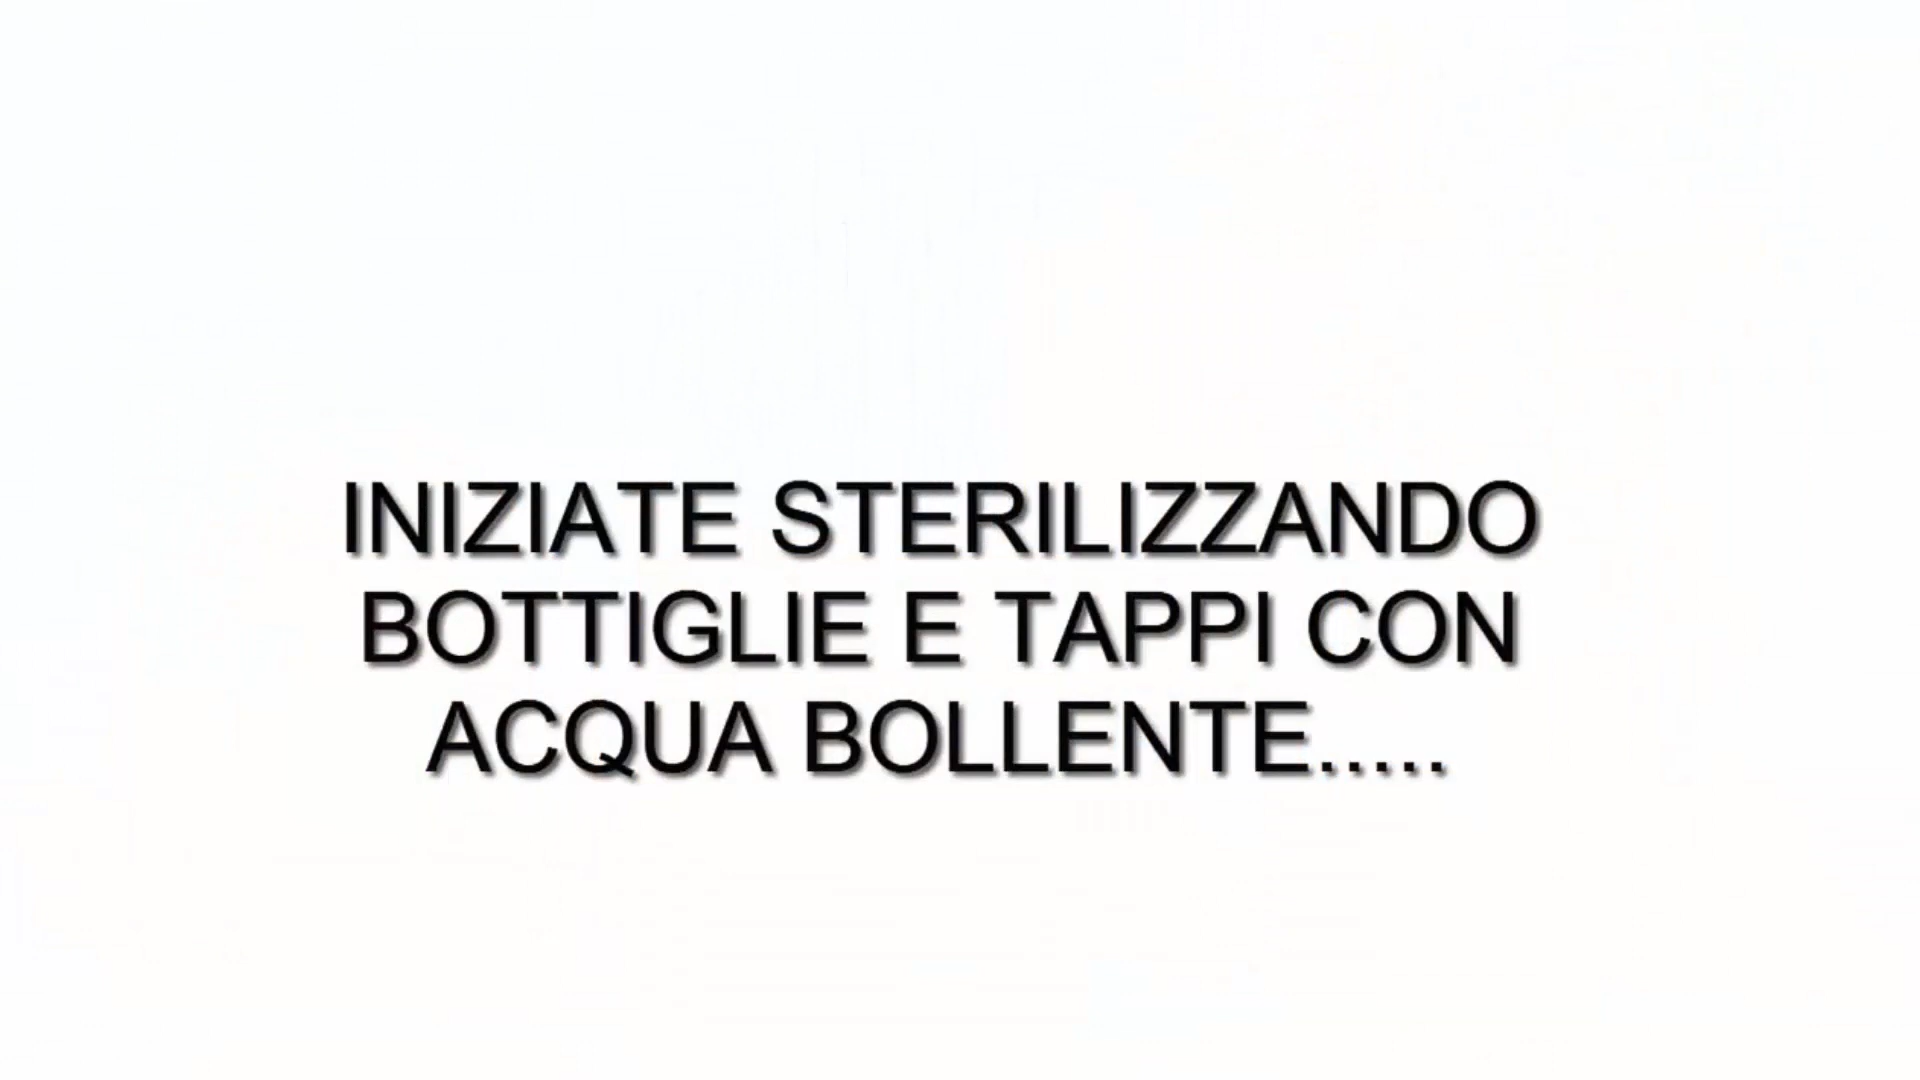 INIZIATE STERILIZZANDO
BOTTIGLIE E TAPPI CON
ACQUA BOLLENTE.....